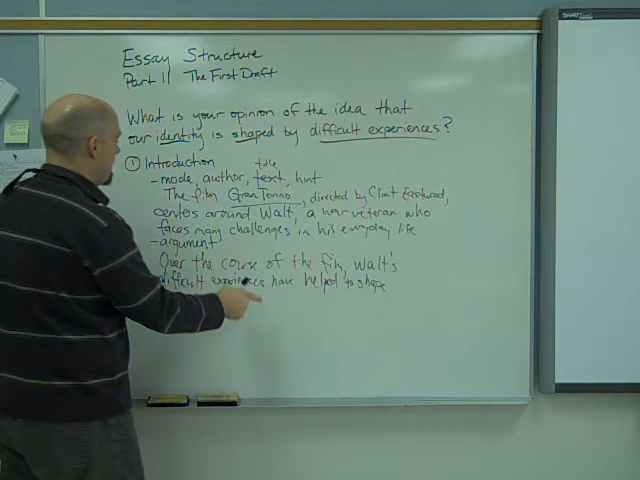 Essay Structure
Part II The First Draft
What is your opinion of the idea that
our identity is shaped by difficult experiences?
① Introduction
title
- mode, author, text, hint
The film Gran Torino, directed by Clint Eastwood,
centes around Walt, a war veteran who
faces many challenges in his everyday life
- argument
Over the course of the film, Walt's
difficult experiences have helped to shape